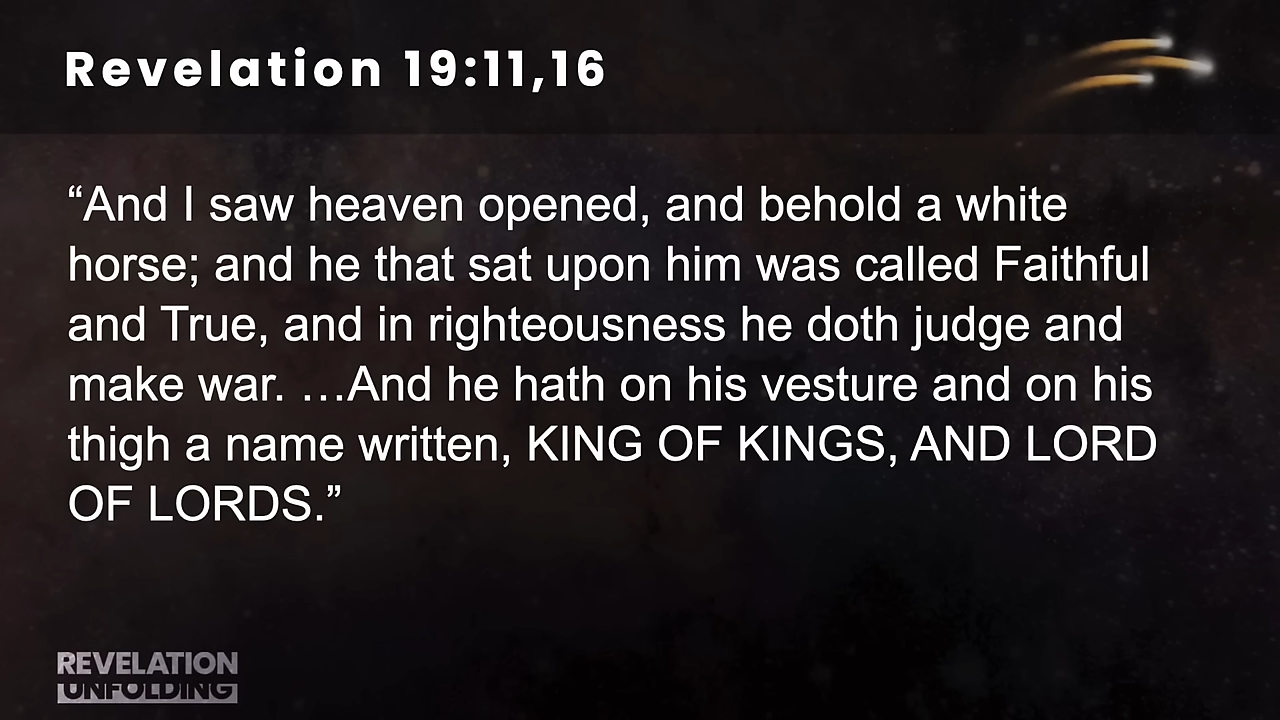 Revelation 19:11,16
“And I saw heaven opened, and behold a white
horse; and he that sat upon him was called Faithful
and True, and in righteousness he doth judge and
make war. …And he hath on his vesture and on his
thigh a name written, KING OF KINGS, AND LORD
OF LORDS.”
REVELATION
UNFOLDING